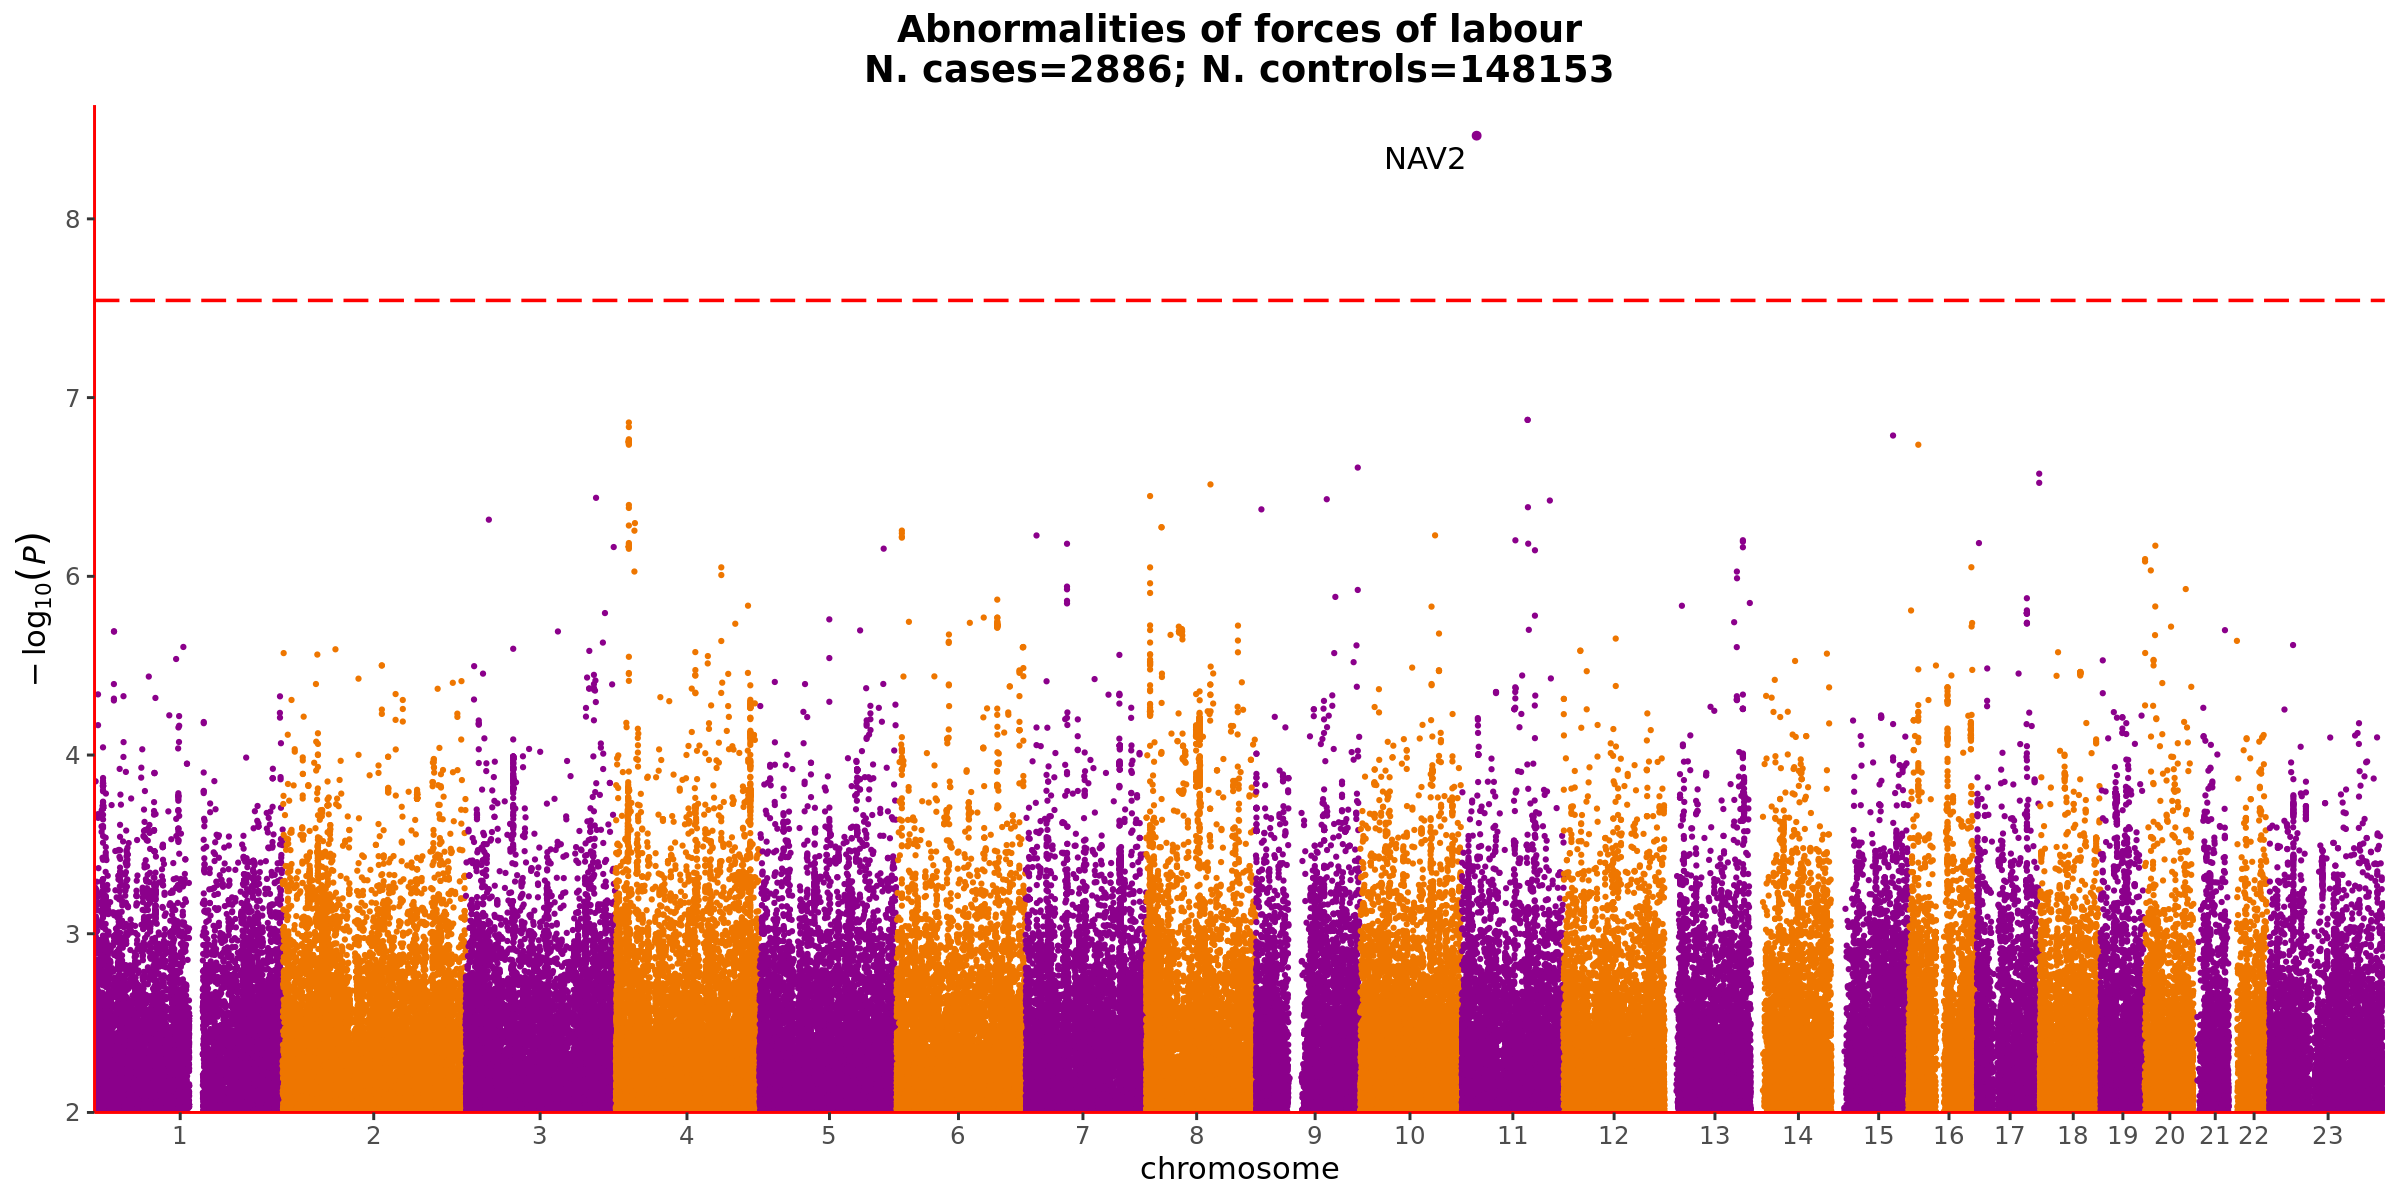 Abnormalities of forces of labour
N. cases=2886; N. controls=148153
NAV2
8
7
6
4
3
2
−log10(P)
1 2 3 4 5 6 7 8 9 10 11 12 13 14 15 16 17 18 19 20 21 22 23
chromosome